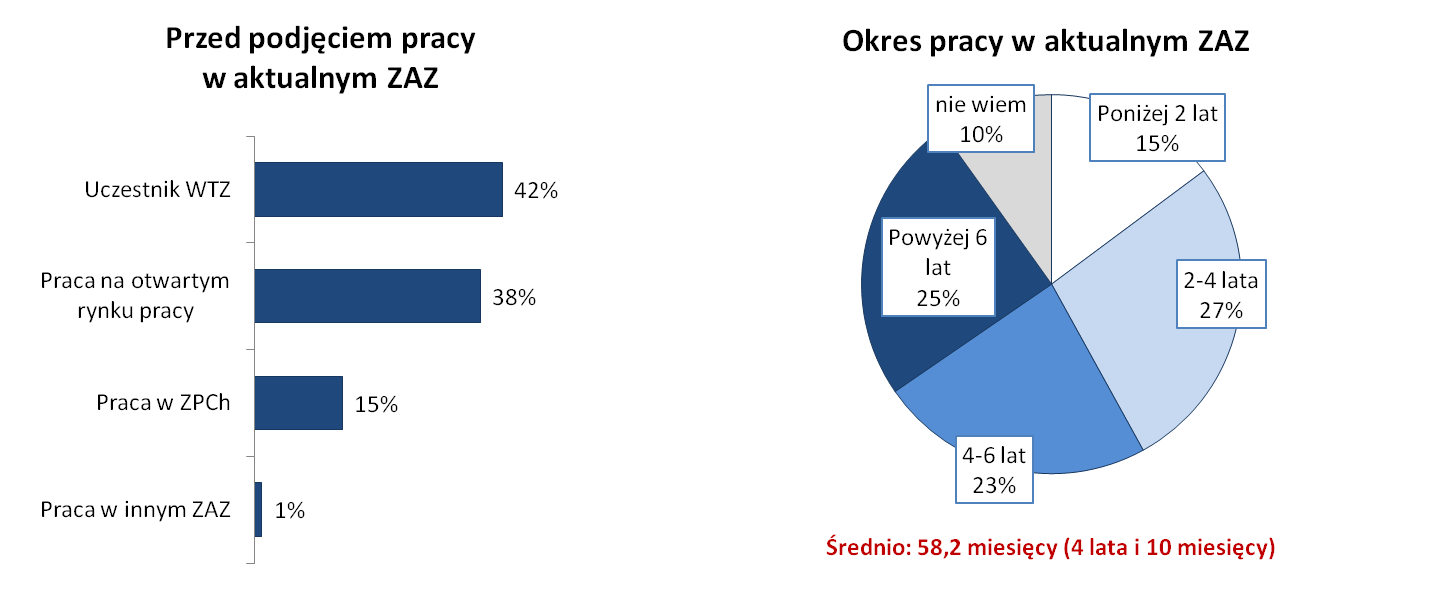 Przed podjęciem pracy
w aktualnym ZAZ
Uczestnik WTZ
42%
Praca na otwartym
rynku pracy
38%
Praca w ZPCh
15%
Praca w innym ZAZ
1%
Okres pracy w aktualnym ZAZ
nie wiem
10%
Poniżej 2 lat
15%
Powyżej 6
lat
25%
2-4 lata
27%
4-6 lat
23%
Średnio: 58,2 miesięcy (4 lata i 10 miesięcy)